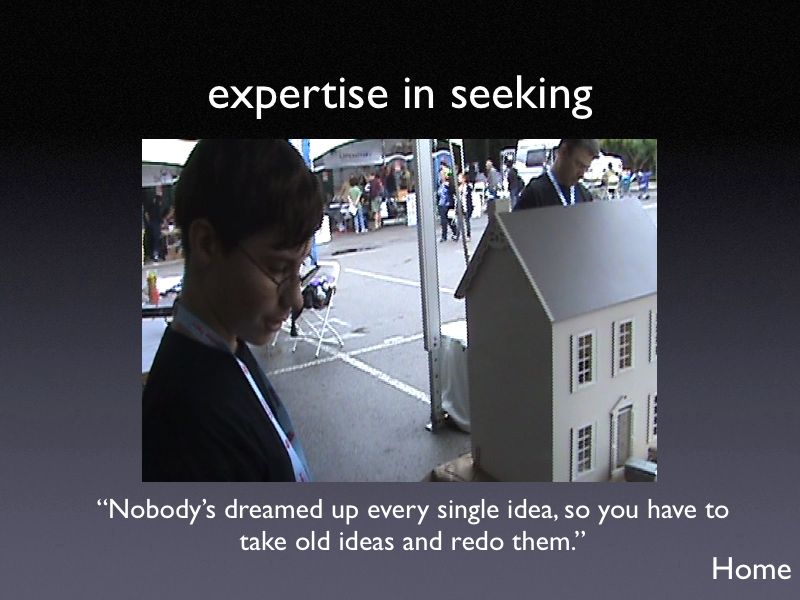 expertise in seeking
“Nobody’s dreamed up every single idea, so you have to
take old ideas and redo them.”
Home